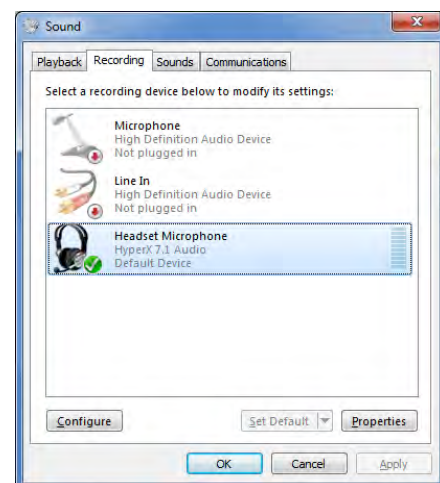 Sound
Playback Recording Sounds Communications
Select a recording device below to modify its settings:
Microphone
High Definition Audio Device
Not plugged in
Line In
High Definition Audio Device
Not plugged in
Headset Microphone
HyperX 7.1 Audio
Default Device
Configure Set Default Properties
OK Cancel Apply